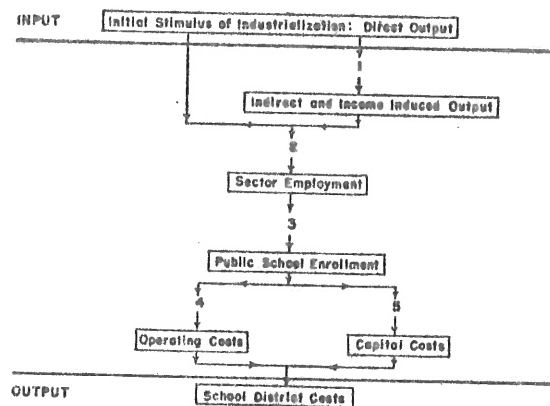 INPUT
Initial Stimulus of Industrialization: Direct Output
1
Indirect and Income Induced Output
2
Sector Employment
3
Public School Enrollment
4
5
Operating Costs
Capital Costs
OUTPUT
School District Costs